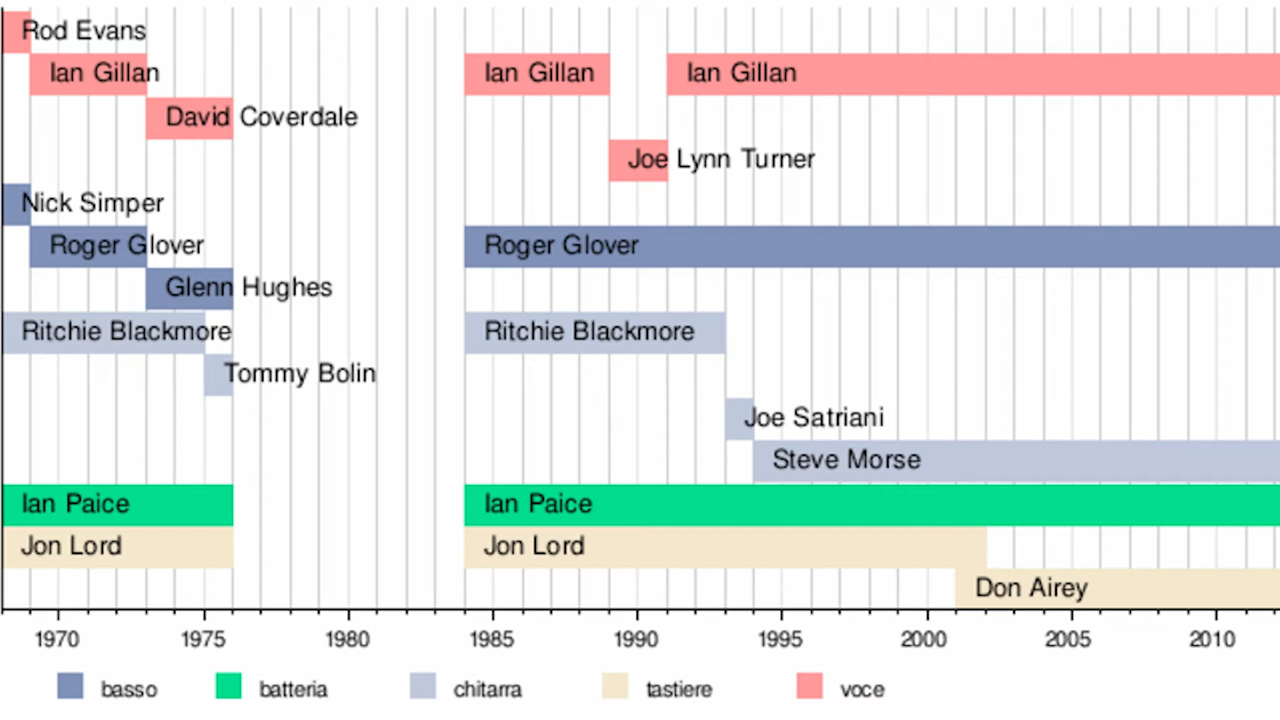 Rod Evans
Ian Gillan Ian Gillan Ian Gillan
David Coverdale
Joe Lynn Turner
Nick Simper
Roger Glover Roger Glover
Glenn Hughes
Ritchie Blackmore Ritchie Blackmore
Tommy Bolin
Joe Satriani
Steve Morse
Ian Paice Ian Paice
Jon Lord Jon Lord
Don Airey
1970 1975 1980 1985 1990 1995 2000 2005 2010
basso batteria chitarra tastiere voce